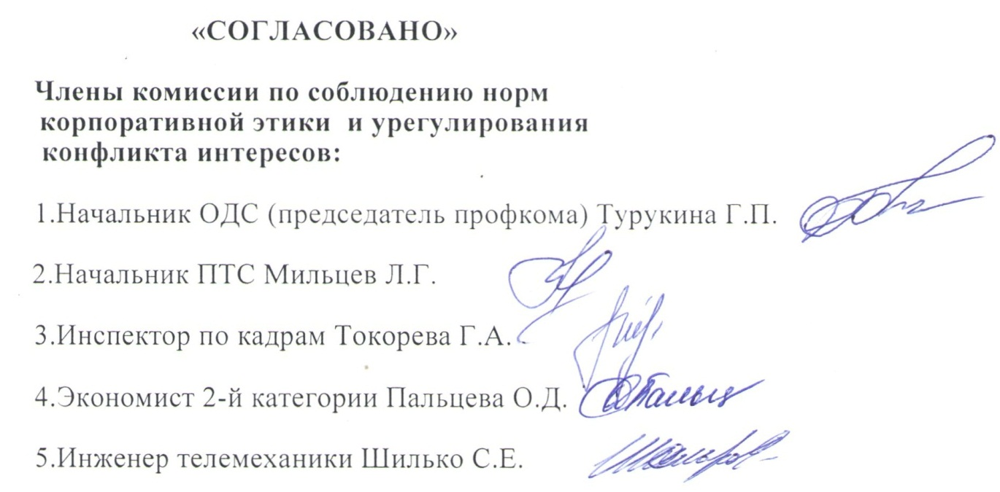 «СОГЛАСОВАНО»
Члены комиссии по соблюдению норм
корпоративной этики и урегулирования
конфликта интересов:
1.Начальник ОДС (председатель профкома) Турукина Г.П.
2.Начальник ПТС Мильцев Л.Г.
3.Инспектор по кадрам Токорева Г.А.
4.Экономист 2-й категории Пальцева О.Д.
5.Инженер телемеханики Шилько С.Е.